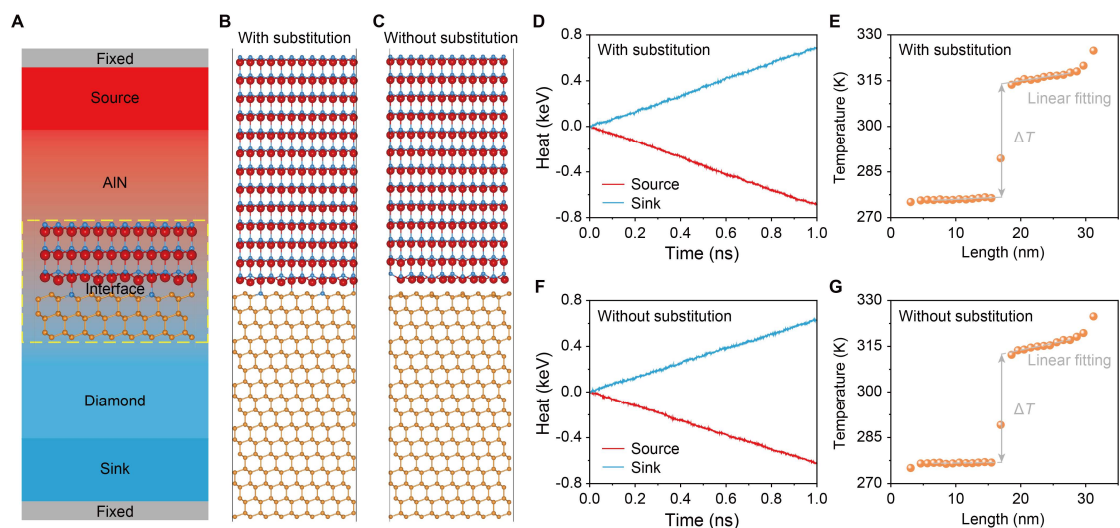 A
Fixed
Source
AlN
Interface
Diamond
Sink
Fixed
B
With substitution
C
Without substitution
D
With substitution
Heat (keV)
0.8
0.4
0.0
-0.4
-0.8
Source
Sink
0.0 0.2 0.4 0.6 0.8 1.0
Time (ns)
E
With substitution
Temperature (K)
330
315
300
285
270
Linear fitting
ΔT
0 10 20 30
Length (nm)
F
Without substitution
Heat (keV)
0.8
0.4
0.0
-0.4
-0.8
Source
Sink
0.0 0.2 0.4 0.6 0.8 1.0
Time (ns)
G
Without substitution
Temperature (K)
330
315
300
285
270
Linear fitting
ΔT
0 10 20 30
Length (nm)